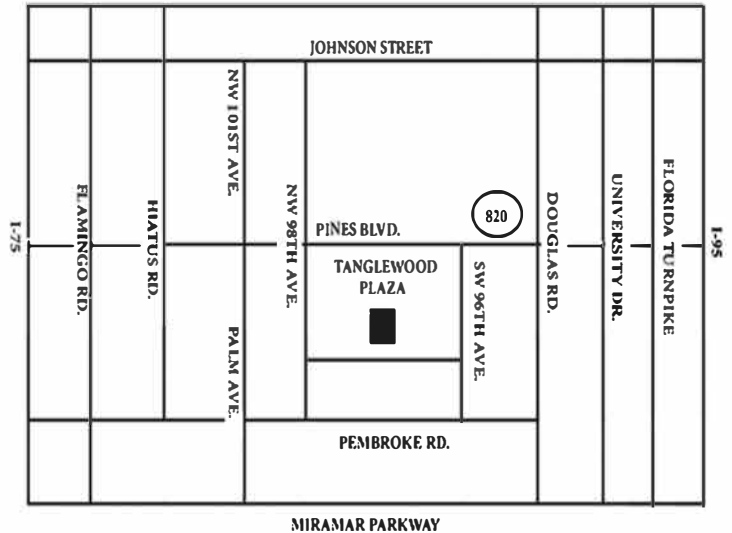 JOHNSON STREET
NW 101ST AVE.
FLAMINGO RD.
HIATUS RD.
NW 98TH AVE.
820
DOUGLAS RD.
UNIVERSITY DR.
FLORIDA TURNPIKE
I-75
PINES BLVD.
I-95
TANGLEWOOD
PLAZA
SW 96TH AVE.
PALM AVE.
PEMBROKE RD.
MIRAMAR PARKWAY